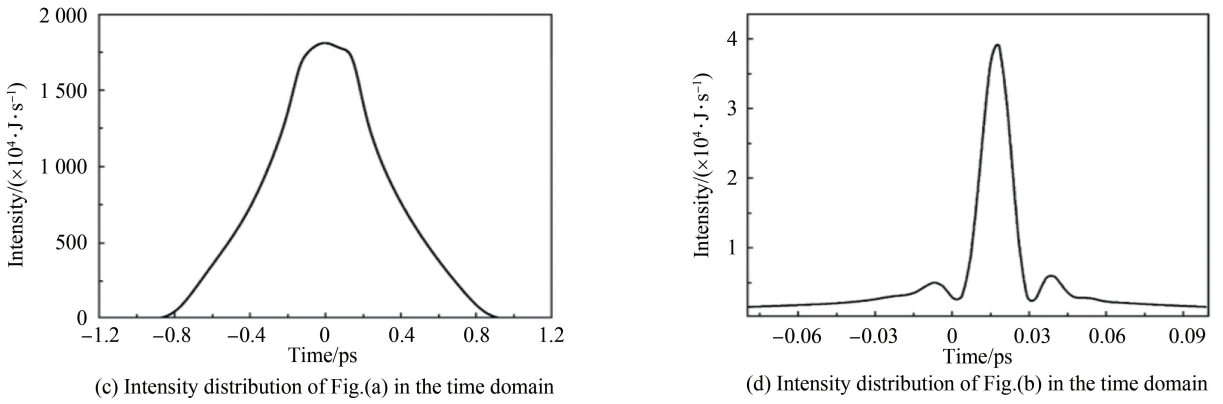 2 000
1 500
1 000
500
0
Intensity/(×10⁴·J·s⁻¹)
−1.2 −0.8 −0.4 0 0.4 0.8 1.2
Time/ps
(c) Intensity distribution of Fig.(a) in the time domain
4
3
2
1
Intensity/(×10⁴·J·s⁻¹)
−0.06 −0.03 0 0.03 0.06 0.09
Time/ps
(d) Intensity distribution of Fig.(b) in the time domain